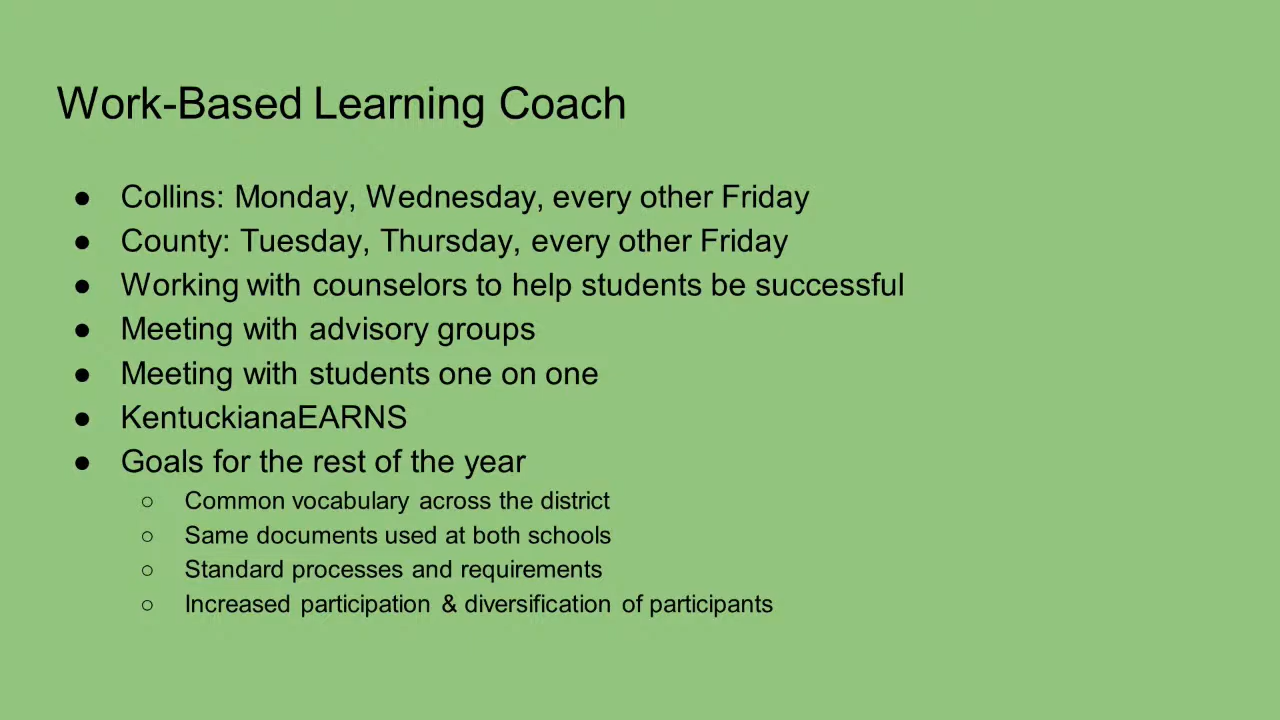 Work-Based Learning Coach
● Collins: Monday, Wednesday, every other Friday
● County: Tuesday, Thursday, every other Friday
● Working with counselors to help students be successful
● Meeting with advisory groups
● Meeting with students one on one
● KentuckianaEARNS
● Goals for the rest of the year
○ Common vocabulary across the district
○ Same documents used at both schools
○ Standard processes and requirements
○ Increased participation & diversification of participants